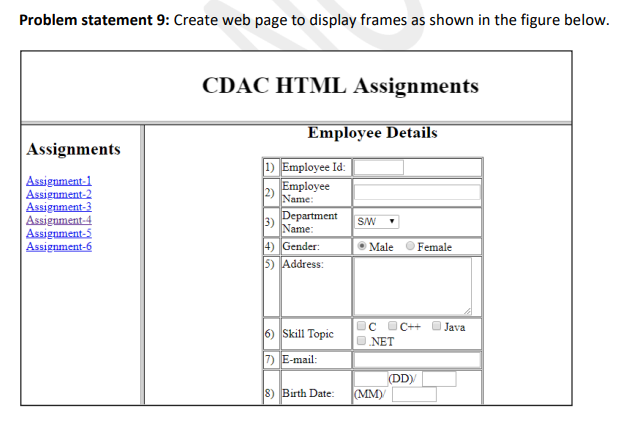 Problem statement 9: Create web page to display frames as shown in the figure below.
CDAC HTML Assignments
Assignments
Assignment-1
Assignment-2
Assignment-3
Assignment-4
Assignment-5
Assignment-6
Employee Details
1) Employee Id:
2) Employee
Name:
3) Department
Name: S/W
4) Gender: Male Female
5) Address:
6) Skill Topic C C++ Java
.NET
7) E-mail:
8) Birth Date: (DD)/
(MM)/